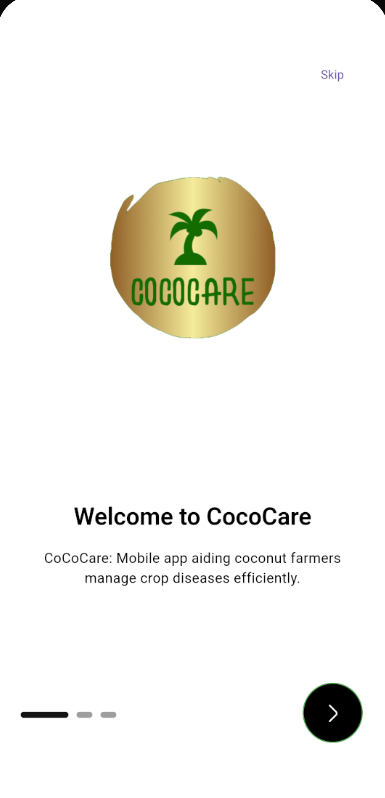 Skip
COCOCARE
Welcome to CocoCare
CoCoCare: Mobile app aiding coconut farmers
manage crop diseases efficiently.